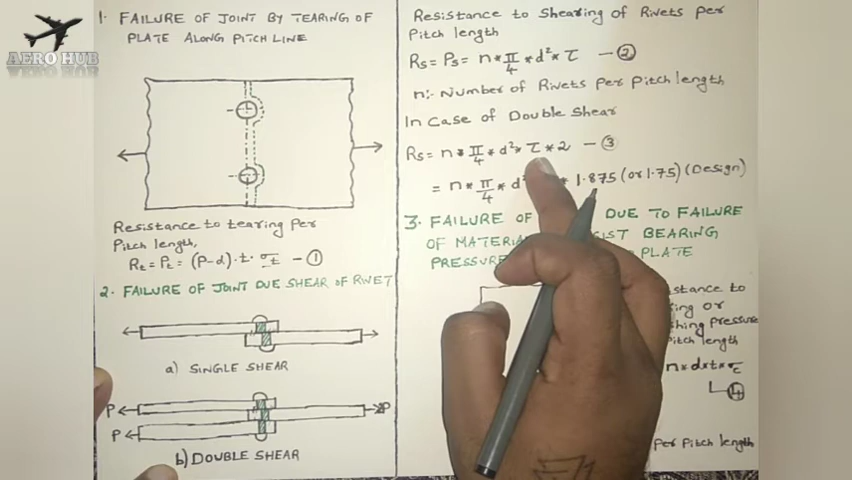 AERO HUB
1. FAILURE OF JOINT BY TEARING OF
PLATE ALONG PITCH LINE
Resistance to tearing per
Pitch length,
Rt = Pt = (P-d).t.σt - ①
2. FAILURE OF JOINT DUE SHEAR OF RIVET
a) SINGLE SHEAR
P
P
P
b) DOUBLE SHEAR
Resistance to Shearing of Rivets per
Pitch length
Rs = Ps = n * π/4 * d² * τ - ②
n:- Number of Rivets per Pitch length
In Case of Double Shear
Rs = n * π/4 * d² * τ * 2 - ③
= n * π/4 * d * 1.875 (or 1.75) (Design)
3. FAILURE OF DUE TO FAILURE
OF BEARING
PRESSURE PLATE
to
or
Pressure
length
n*d*t*σc
④
per Pitch length